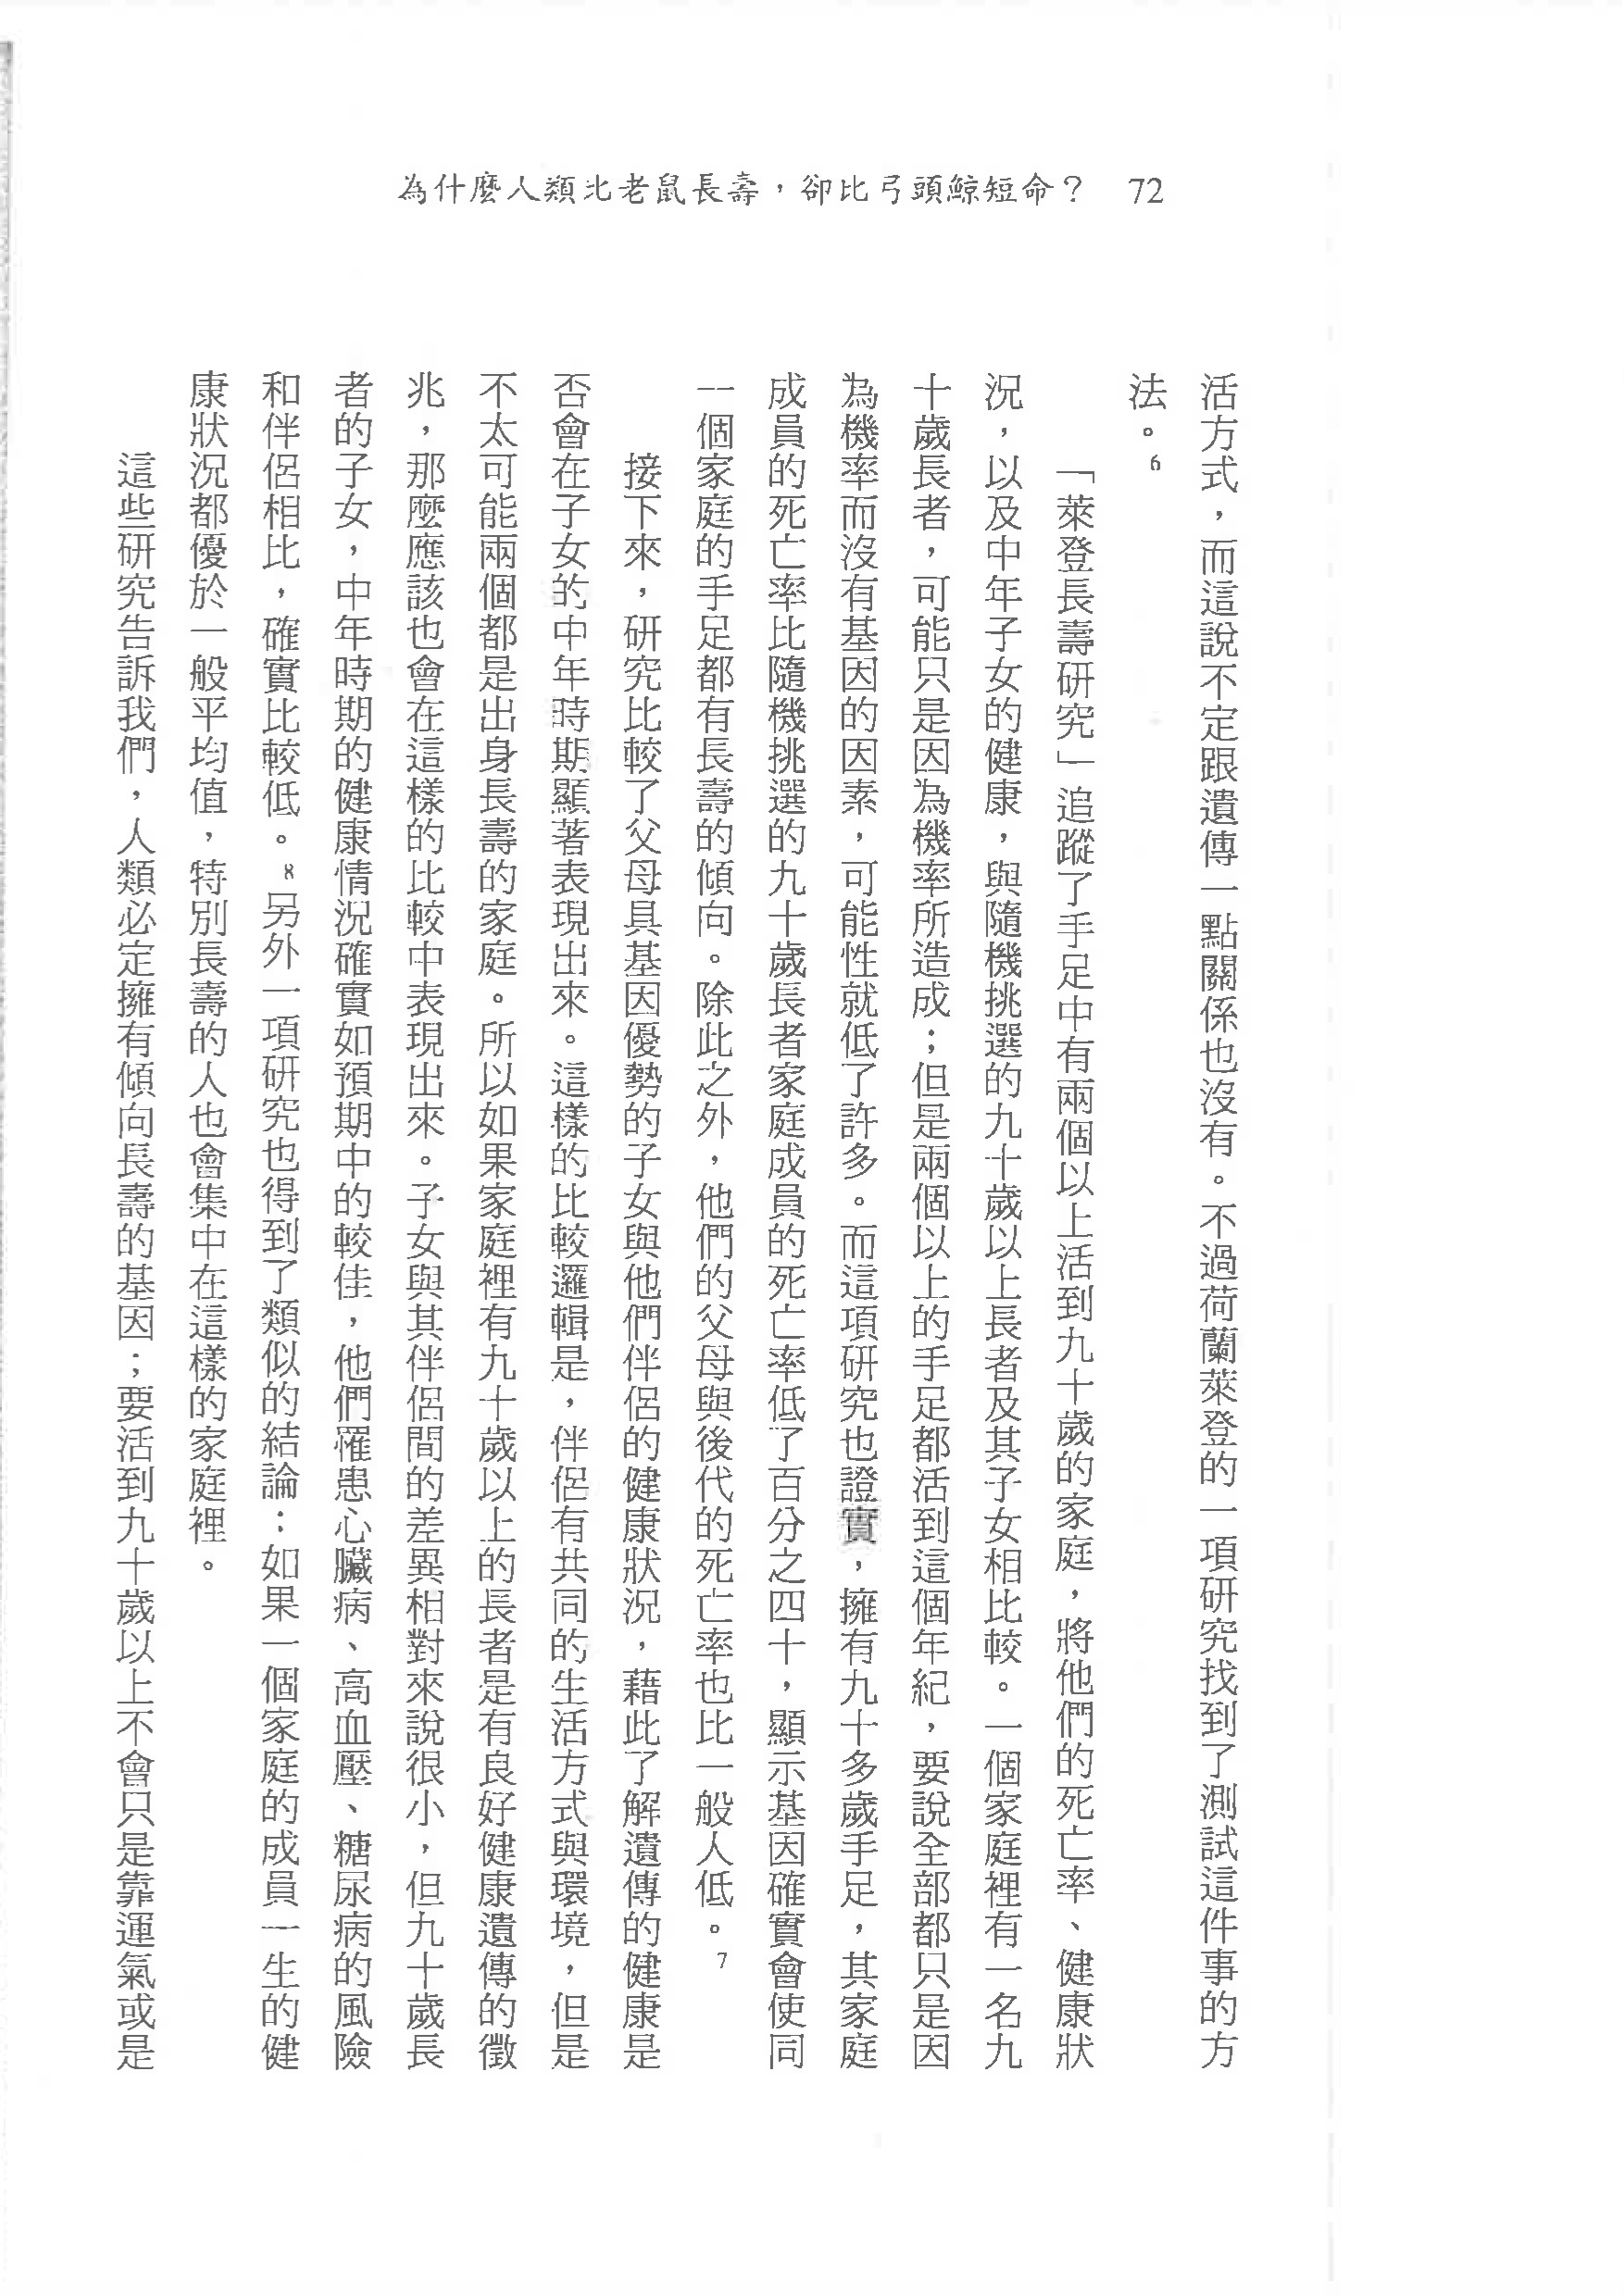 為什麼人類比老鼠長壽，卻比弓頭鯨短命？　72
活方式，而這說不定跟遺傳一點關係也沒有。不過荷蘭萊登的一項研究找到了測試這件事的方
法。6
「萊登長壽研究」追蹤了手足中有兩個以上活到九十歲的家庭，將他們的死亡率、健康狀
況，以及中年子女的健康，與隨機挑選的九十歲以上長者及其子女相比較。一個家庭裡有一名九
十歲長者，可能只是因為機率所造成；但是兩個以上的手足都活到這個年紀，要說全部都只是因
為機率而沒有基因的因素，可能性就低了許多。而這項研究也證實，擁有九十多歲手足，其家庭
成員的死亡率比隨機挑選的九十歲長者家庭成員的死亡率低了百分之四十，顯示基因確實會使同
一個家庭的手足都有長壽的傾向。除此之外，他們的父母與後代的死亡率也比一般人低。7
接下來，研究比較了父母具基因優勢的子女與他們伴侶的健康狀況，藉此了解遺傳的健康是
否會在子女的中年時期顯著表現出來。這樣的比較邏輯是，伴侶有共同的生活方式與環境，但是
不太可能兩個都是出身長壽的家庭。所以如果家庭裡有九十歲以上的長者是有良好健康遺傳的徵
兆，那麼應該也會在這樣的比較中表現出來。子女與其伴侶間的差異相對來說很小，但九十歲長
者的子女，中年時期的健康情況確實如預期中的較佳，他們罹患心臟病、高血壓、糖尿病的風險
和伴侶相比，確實比較低。8另外一項研究也得到了類似的結論：如果一個家庭的成員一生的健
康狀況都優於一般平均值，特別長壽的人也會集中在這樣的家庭裡。
這些研究告訴我們，人類必定擁有傾向長壽的基因；要活到九十歲以上不會只是靠運氣或是